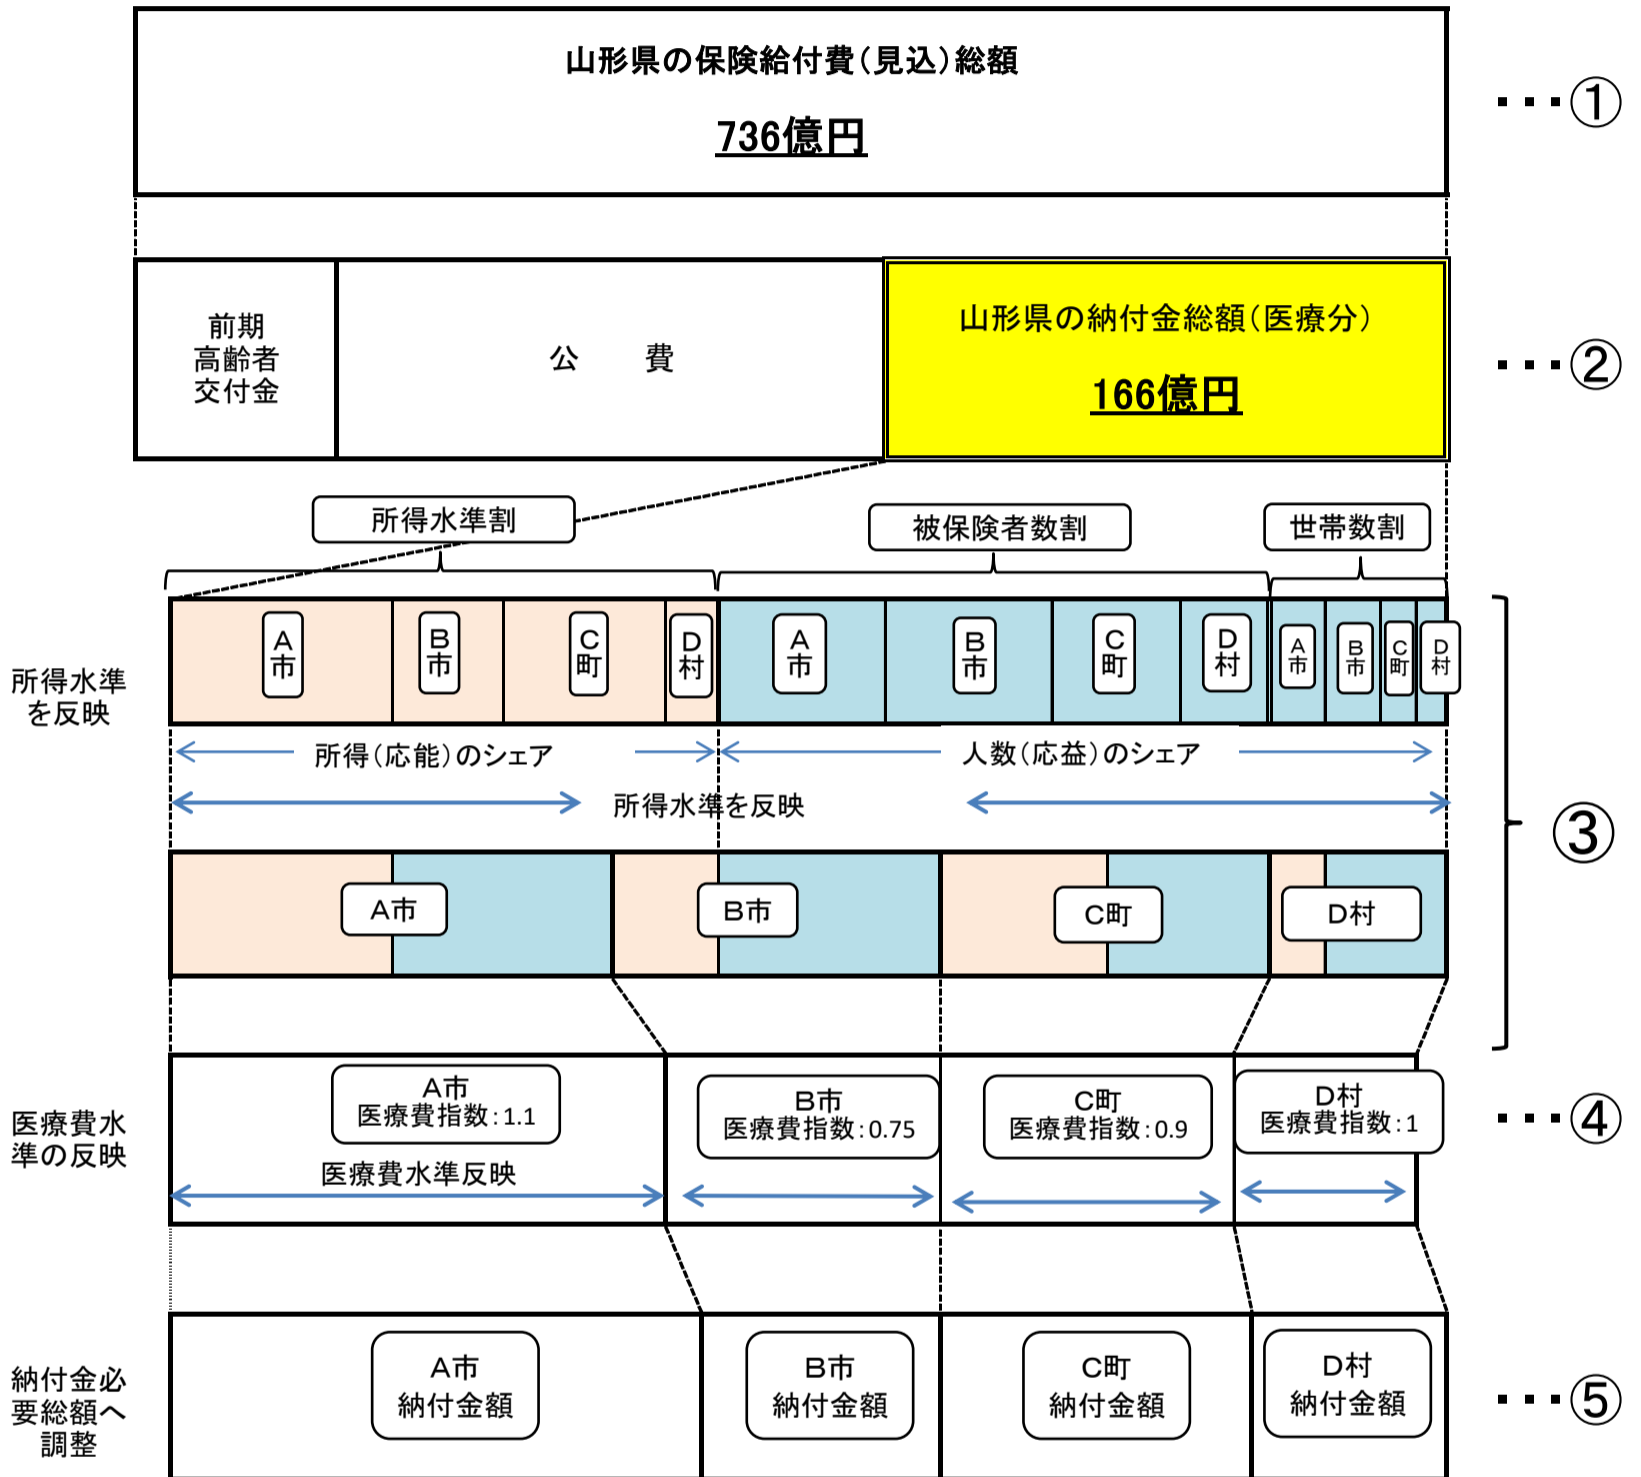 山形県の保険給付費（見込）総額
736億円
･･･①
前期
高齢者
交付金
公　　費
山形県の納付金総額（医療分）
166億円
･･･②
所得水準割
被保険者数割
世帯数割
所得水準
を反映
A
市
B
市
C
町
D
村
A
市
B
市
C
町
D
村
A
市
B
市
C
町
D
村
所得（応能）のシェア
人数（応益）のシェア
所得水準を反映
③
A市
B市
C町
D村
医療費水
準の反映
A市
医療費指数：1.1
医療費水準反映
B市
医療費指数：0.75
C町
医療費指数：0.9
D村
医療費指数：1
･･･④
納付金必
要総額へ
調整
A市
納付金額
B市
納付金額
C町
納付金額
D村
納付金額
･･･⑤